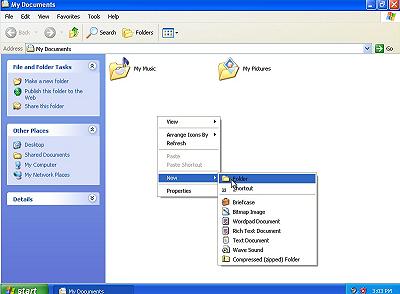 My Documents
File Edit View Favorites Tools Help
Back Search Folders
Address My Documents Go
File and Folder Tasks
Make a new folder
Publish this folder to the
Web
Share this folder
Other Places
Desktop
Shared Documents
My Computer
My Network Places
Details
My Music My Pictures
View
Arrange Icons By
Refresh
Paste
Paste Shortcut
New
Properties
Folder
Shortcut
Briefcase
Bitmap Image
Wordpad Document
Rich Text Document
Text Document
Wave Sound
Compressed (zipped) Folder
start My Documents 3:03 PM